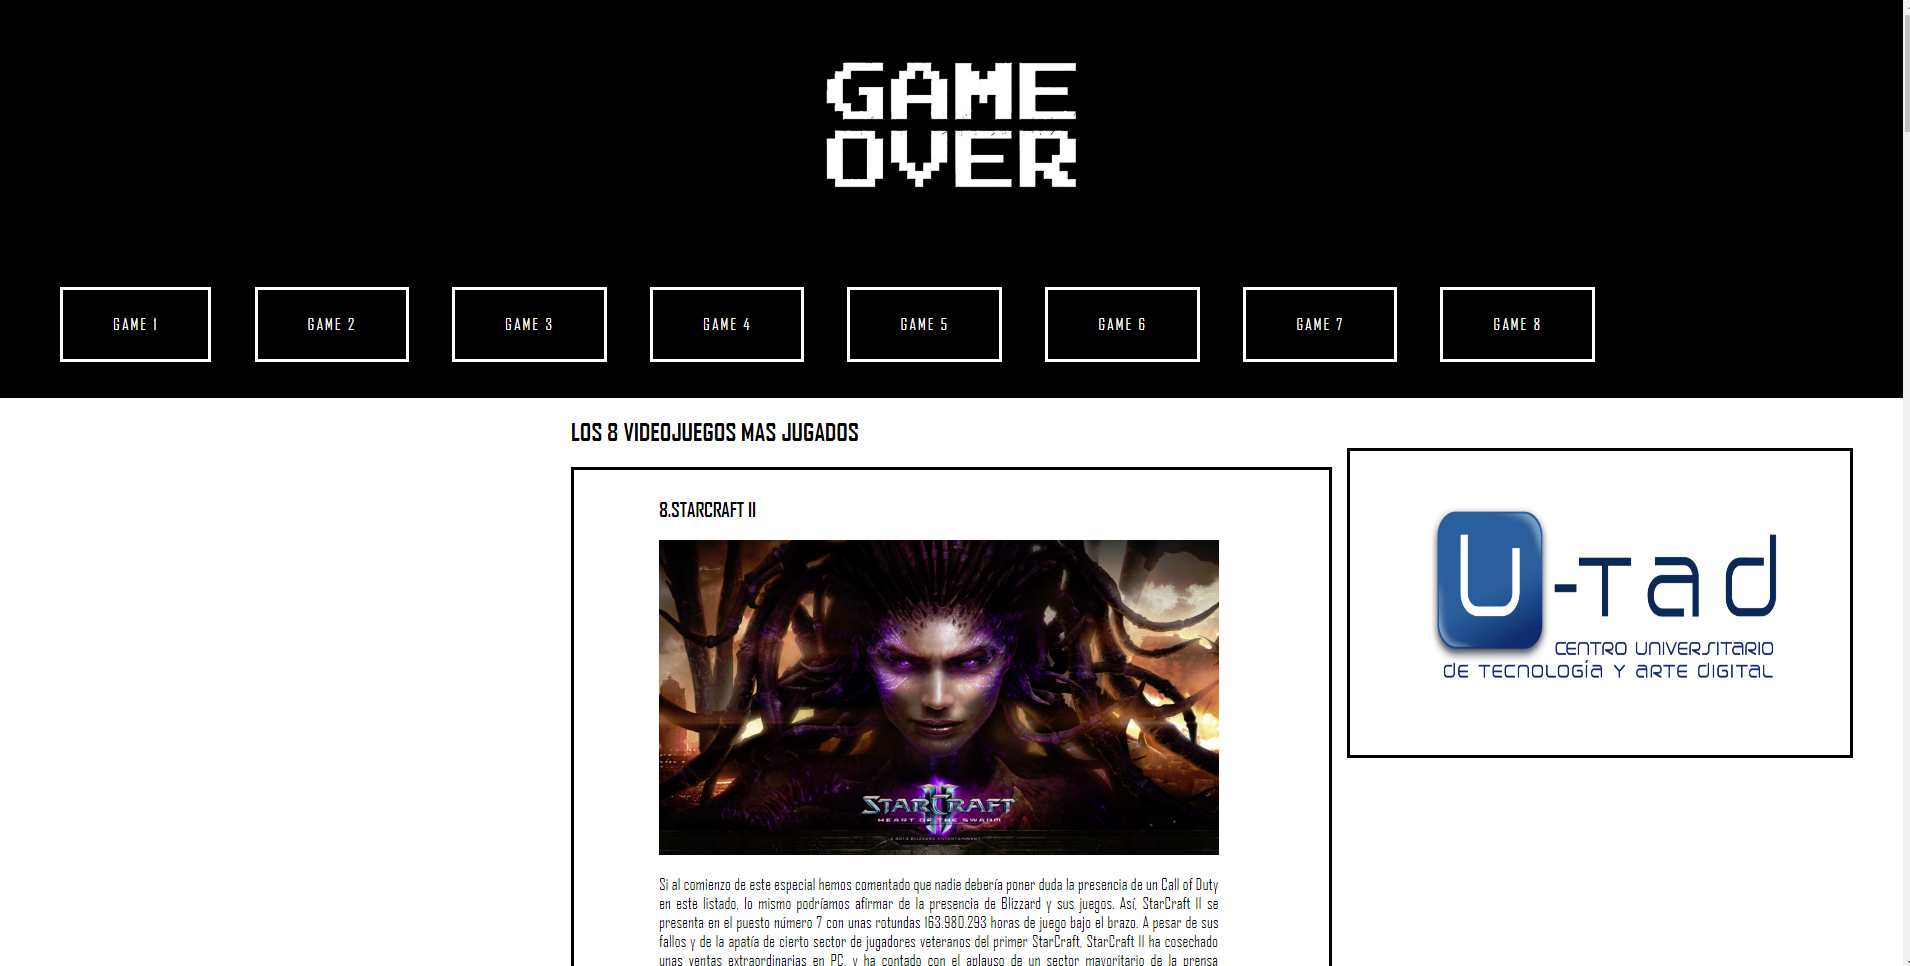 GAME
OVER
GAME 1
GAME 2
GAME 3
GAME 4
GAME 5
GAME 6
GAME 7
GAME 8
LOS 8 VIDEOJUEGOS MAS JUGADOS
8.STARCRAFT II
STARCRAFT
II
HEART OF THE SWARM
Si al comienzo de este especial hemos comentado que nadie debería poner duda la presencia de un Call of Duty
en este listado, lo mismo podríamos afirmar de la presencia de Blizzard y sus juegos. Así, StarCraft II se
presenta en el puesto número 7 con unas rotundas 163.980.293 horas de juego bajo el brazo. A pesar de sus
fallos y de la apatía de cierto sector de jugadores veteranos del primer StarCraft, StarCraft II ha cosechado
unas ventas extraordinarias en PC, y ha contado con el aplauso de un sector mayoritario de la prensa
U-tad
CENTRO UNIVERSITARIO
DE TECNOLOGÍA Y ARTE DIGITAL